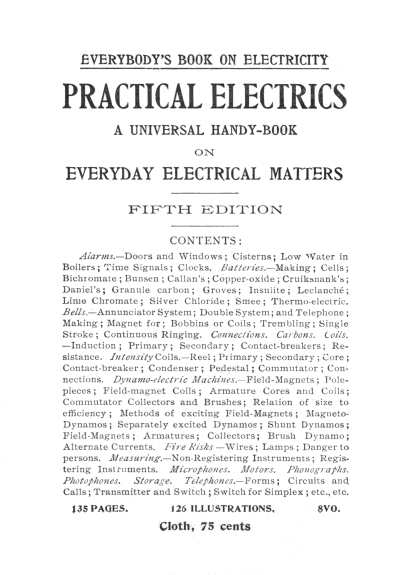 EVERYBODY'S BOOK ON ELECTRICITY
PRACTICAL ELECTRICS
A UNIVERSAL HANDY-BOOK
ON
EVERYDAY ELECTRICAL MATTERS
FIFTH EDITION
CONTENTS:
Alarms.—Doors and Windows; Cisterns; Low Water in
Boilers; Time Signals; Clocks. Batteries.—Making; Cells;
Bichromate; Bunsen; Callan's; Copper-oxide; Cruiksnank's;
Daniel's; Granule carbon; Groves; Insulite; Leclanché;
Lime Chromate; Silver Chloride; Smee; Thermo-electric.
Bells.—Annunciator System; Double System; and Telephone;
Making; Magnet for; Bobbins or Coils; Trembling; Single
Stroke; Continuous Ringing. Connections. Carbons. Coils.
—Induction; Primary; Secondary; Contact-breakers; Re-
sistance. Intensity Coils.—Reel; Primary; Secondary; Core;
Contact-breaker; Condenser; Pedestal; Commutator; Con-
nections. Dynamo-electric Machines.—Field-Magnets; Pole-
pieces; Field-magnet Coils; Armature Cores and Coils;
Commutator Collectors and Brushes; Relation of size to
efficiency; Methods of exciting Field-Magnets; Magneto-
Dynamos; Separately excited Dynamos; Shunt Dynamos;
Field-Magnets; Armatures; Collectors; Brush Dynamo;
Alternate Currents. Fire Risks—Wires; Lamps; Danger to
persons. Measuring.—Non-Registering Instruments; Regis-
tering Instruments. Microphones. Motors. Phonographs.
Photophones. Storage. Telephones.—Forms; Circuits and
Calls; Transmitter and Switch; Switch for Simplex; etc., etc.
135 PAGES. 126 ILLUSTRATIONS, 8VO.
Cloth, 75 cents